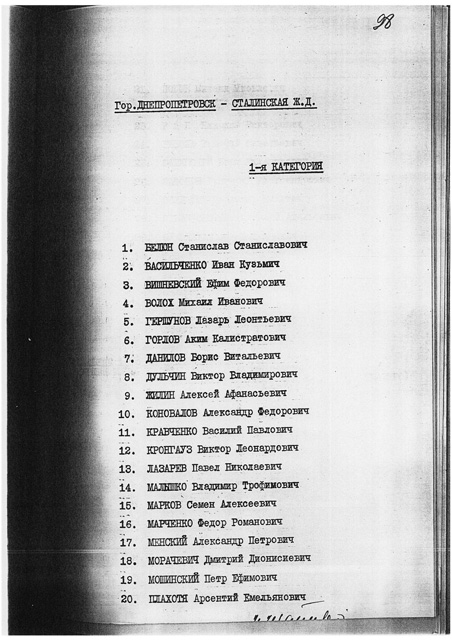 98
Гор.ДНЕПРОПЕТРОВСК - СТАЛИНСКАЯ Ж.Д.
1-я КАТЕГОРИЯ
1. БЕЛОН Станислав Станиславович
2. ВАСИЛЬЧЕНКО Иван Кузьмич
3. ВИШНЕВСКИЙ Ефим Федорович
4. ВОЛОХ Михаил Иванович
5. ГЕРШУНОВ Лазарь Леонтьевич
6. ГОРЛОВ Аким Калистратович
7. ДАНИЛОВ Борис Витальевич
8. ДУЛЬЧИН Виктор Владимирович
9. ЖИЛИН Алексей Афанасьевич
10. КОНОВАЛОВ Александр Федорович
11. КРАВЧЕНКО Василий Павлович
12. КРОНГАУЗ Виктор Леонардович
13. ЛАЗАРЕВ Павел Николаевич
14. МАЛЫШКО Владимир Трофимович
15. МАРКОВ Семен Алексеевич
16. МАРЧЕНКО Федор Романович
17. МЕНСКИЙ Александр Петрович
18. МОРАЧЕВИЧ Дмитрий Дионисиевич
19. МОШИНСКИЙ Петр Ефимович
20. ПЛАХОТЯ Арсентий Емельянович